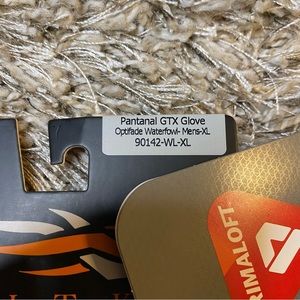 Pantanal GTX Glove
Optifade Waterfowl- Mens-XL
90142-WL-XL
PRIMALOFT